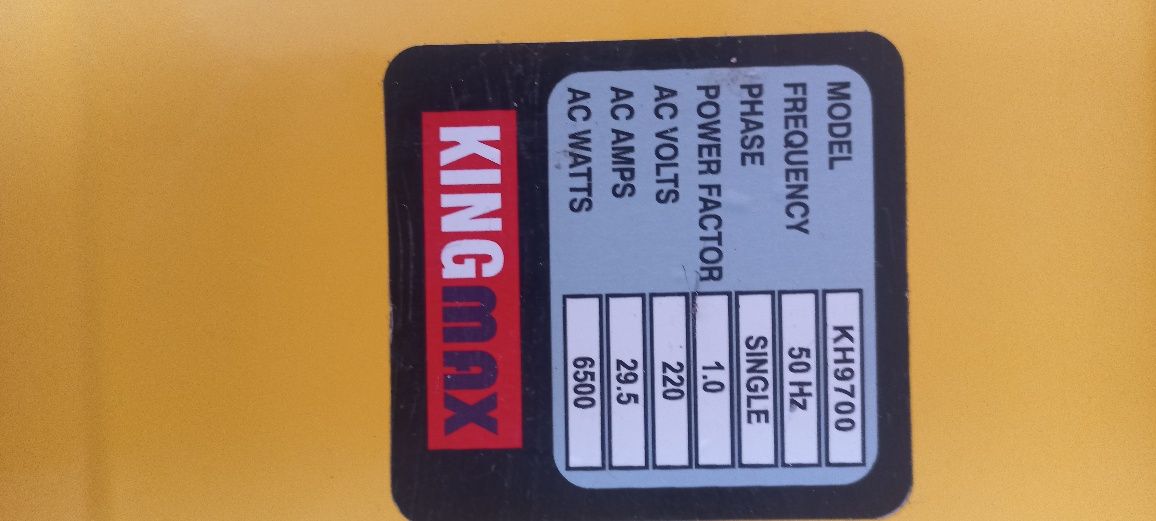 MODEL KH9700
FREQUENCY 50 Hz
PHASE SINGLE
POWER FACTOR 1.0
AC VOLTS 220
AC AMPS 29.5
AC WATTS 6500
KINGmax